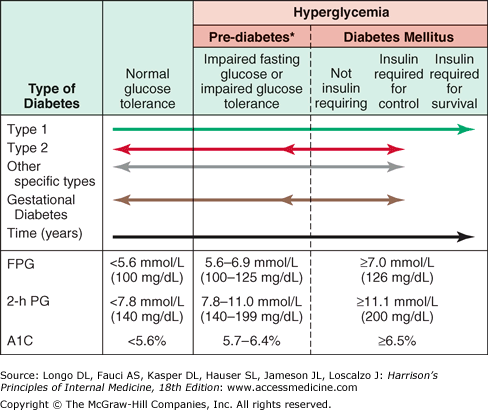 Hyperglycemia
Pre-diabetes*
Diabetes Mellitus
Type of
Diabetes
Normal
glucose
tolerance
Impaired fasting
glucose or
impaired glucose
tolerance
Not
insulin
requiring
Insulin
required
for
control
Insulin
required
for
survival
Type 1
Type 2
Other
specific types
Gestational
Diabetes
Time (years)
FPG
<5.6 mmol/L
(100 mg/dL)
5.6–6.9 mmol/L
(100–125 mg/dL)
≥7.0 mmol/L
(126 mg/dL)
2-h PG
<7.8 mmol/L
(140 mg/dL)
7.8–11.0 mmol/L
(140–199 mg/dL)
≥11.1 mmol/L
(200 mg/dL)
A1C
<5.6%
5.7–6.4%
≥6.5%
Source: Longo DL, Fauci AS, Kasper DL, Hauser SL, Jameson JL, Loscalzo J: Harrison's
Principles of Internal Medicine, 18th Edition: www.accessmedicine.com
Copyright © The McGraw-Hill Companies, Inc. All rights reserved.